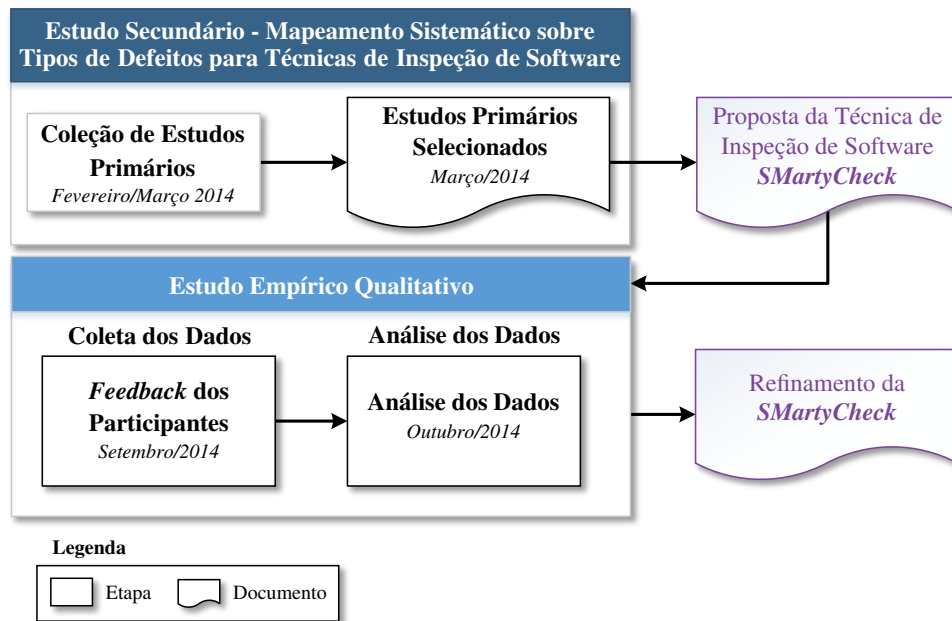 Estudo Secundário - Mapeamento Sistemático sobre
Tipos de Defeitos para Técnicas de Inspeção de Software
Coleção de Estudos
Primários
Fevereiro/Março 2014
Estudos Primários
Selecionados
Março/2014
Proposta da Técnica de
Inspeção de Software
SMartyCheck
Estudo Empírico Qualitativo
Coleta dos Dados
Feedback dos
Participantes
Setembro/2014
Análise dos Dados
Análise dos Dados
Outubro/2014
Refinamento da
SMartyCheck
Legenda
Etapa
Documento